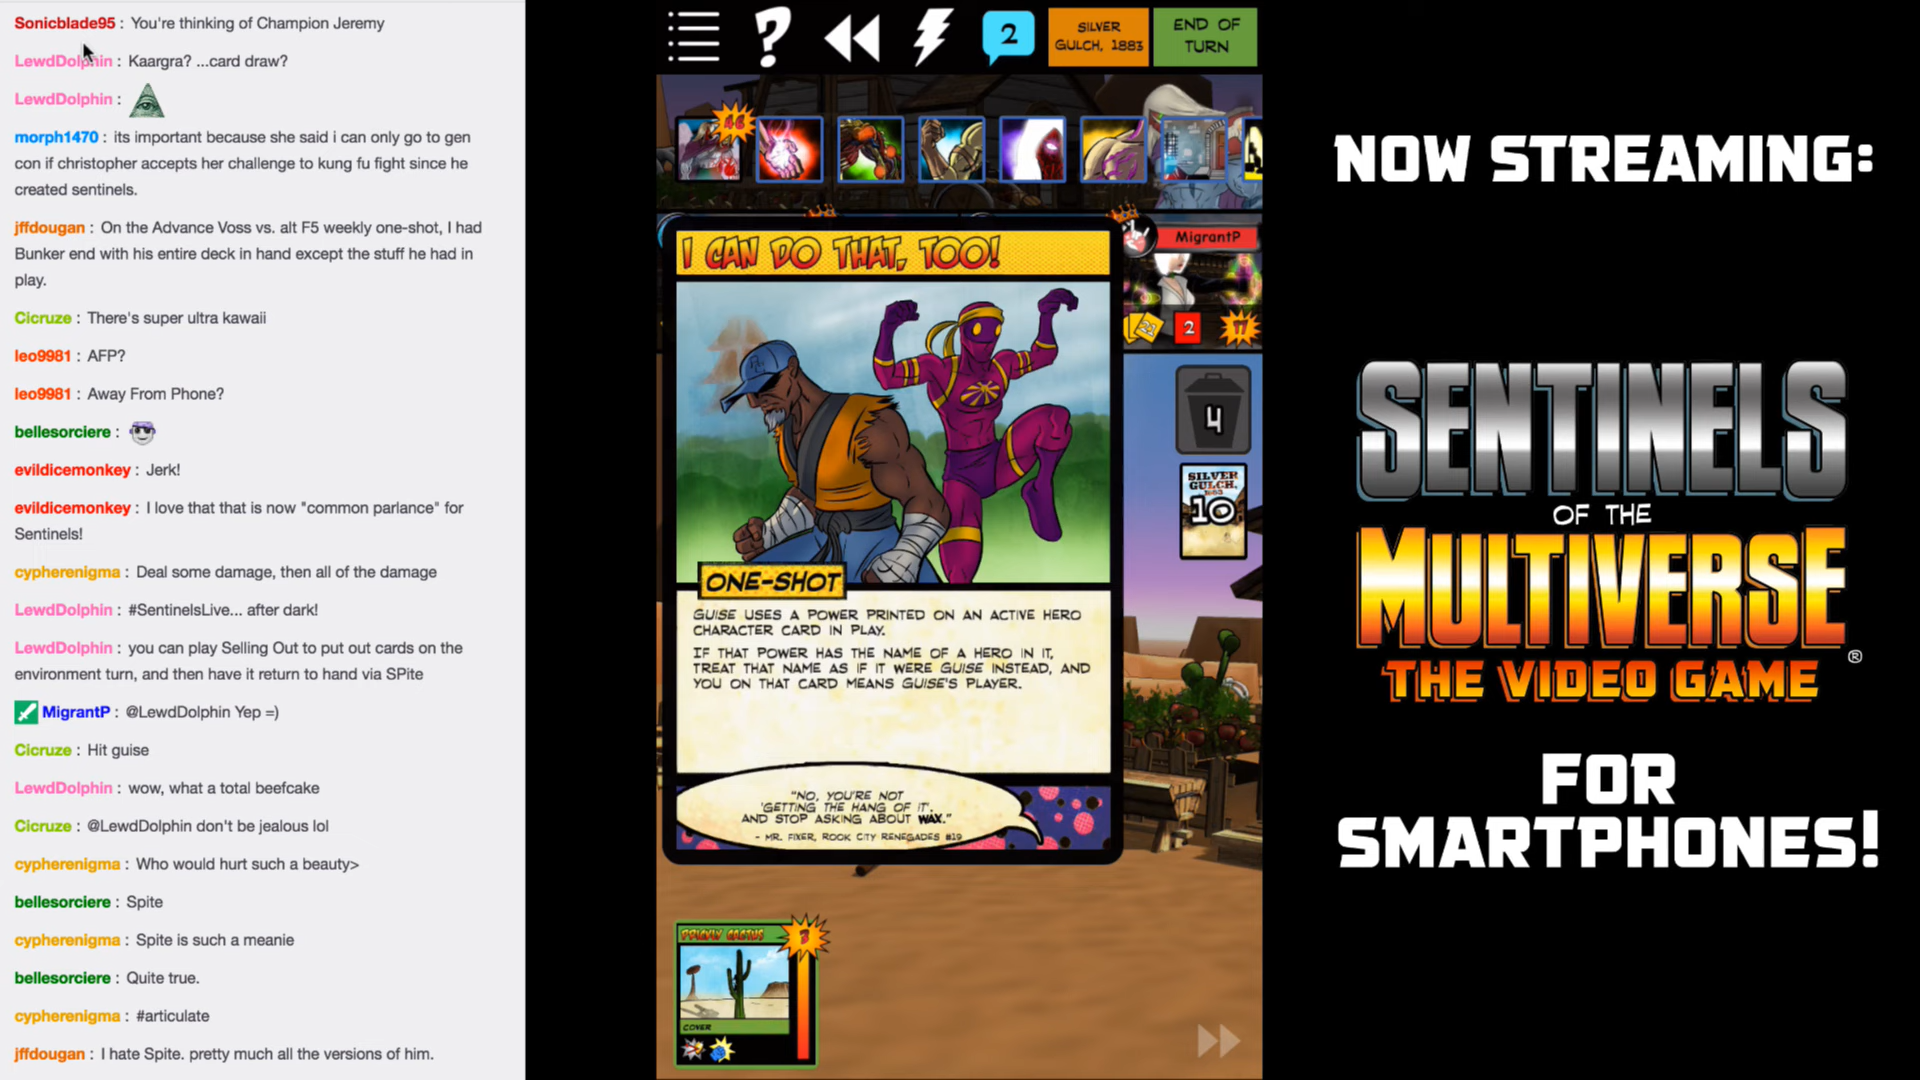 Sonicblade95 : You're thinking of Champion Jeremy
LewdDolphin : Kaargra? ...card draw?
LewdDolphin :
morph1470 : its important because she said i can only go to gen
con if christopher accepts her challenge to kung fu fight since he
created sentinels.
jffdougan : On the Advance Voss vs. alt F5 weekly one-shot, I had
Bunker end with his entire deck in hand except the stuff he had in
play.
Cicruze : There's super ultra kawaii
leo9981 : AFP?
leo9981 : Away From Phone?
bellesorciere :
evildicemonkey : Jerk!
evildicemonkey : I love that that is now "common parlance" for
Sentinels!
cypherenigma : Deal some damage, then all of the damage
LewdDolphin : #SentinelsLive... after dark!
LewdDolphin : you can play Selling Out to put out cards on the
environment turn, and then have it return to hand via SPite
MigrantP : @LewdDolphin Yep =)
Cicruze : Hit guise
LewdDolphin : wow, what a total beefcake
Cicruze : @LewdDolphin don't be jealous lol
cypherenigma : Who would hurt such a beauty>
bellesorciere : Spite
cypherenigma : Spite is such a meanie
bellesorciere : Quite true.
cypherenigma : #articulate
jffdougan : I hate Spite. pretty much all the versions of him.
?
2
SILVER
GULCH, 1883
END OF
TURN
46
MigrantP
22
2
17
I CAN DO THAT, TOO!
ONE-SHOT
GUISE USES A POWER PRINTED ON AN ACTIVE HERO
CHARACTER CARD IN PLAY.
IF THAT POWER HAS THE NAME OF A HERO IN IT,
TREAT THAT NAME AS IF IT WERE GUISE INSTEAD, AND
YOU ON THAT CARD MEANS GUISE'S PLAYER.
"NO, YOU'RE NOT
'GETTING THE HANG OF IT'.
AND STOP ASKING ABOUT WAX."
- MR. FIXER, ROOK CITY RENEGADES #19
4
SILVER
GULCH,
1883
10
PRICKLY CACTUS
3
COVER
NOW STREAMING:
SENTINELS
OF THE
MULTIVERSE
®
THE VIDEO GAME
FOR
SMARTPHONES!